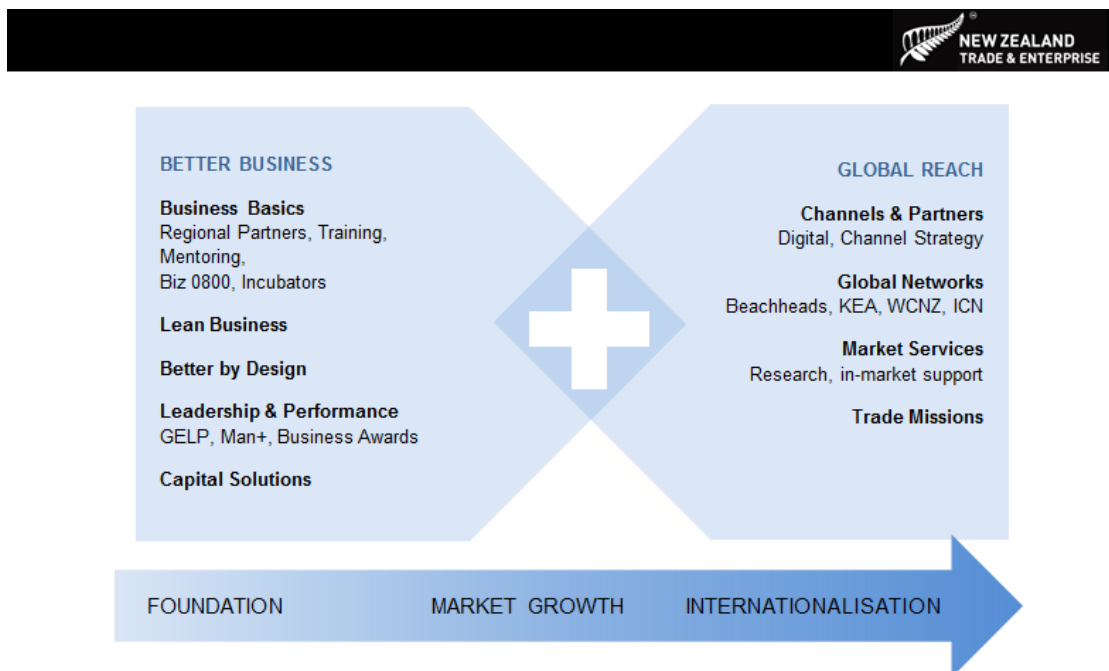 ®
NEW ZEALAND
TRADE & ENTERPRISE
BETTER BUSINESS
Business Basics
Regional Partners, Training,
Mentoring,
Biz 0800, Incubators
Lean Business
Better by Design
Leadership & Performance
GELP, Man+, Business Awards
Capital Solutions
GLOBAL REACH
Channels & Partners
Digital, Channel Strategy
Global Networks
Beachheads, KEA, WCNZ, ICN
Market Services
Research, in-market support
Trade Missions
FOUNDATION MARKET GROWTH INTERNATIONALISATION